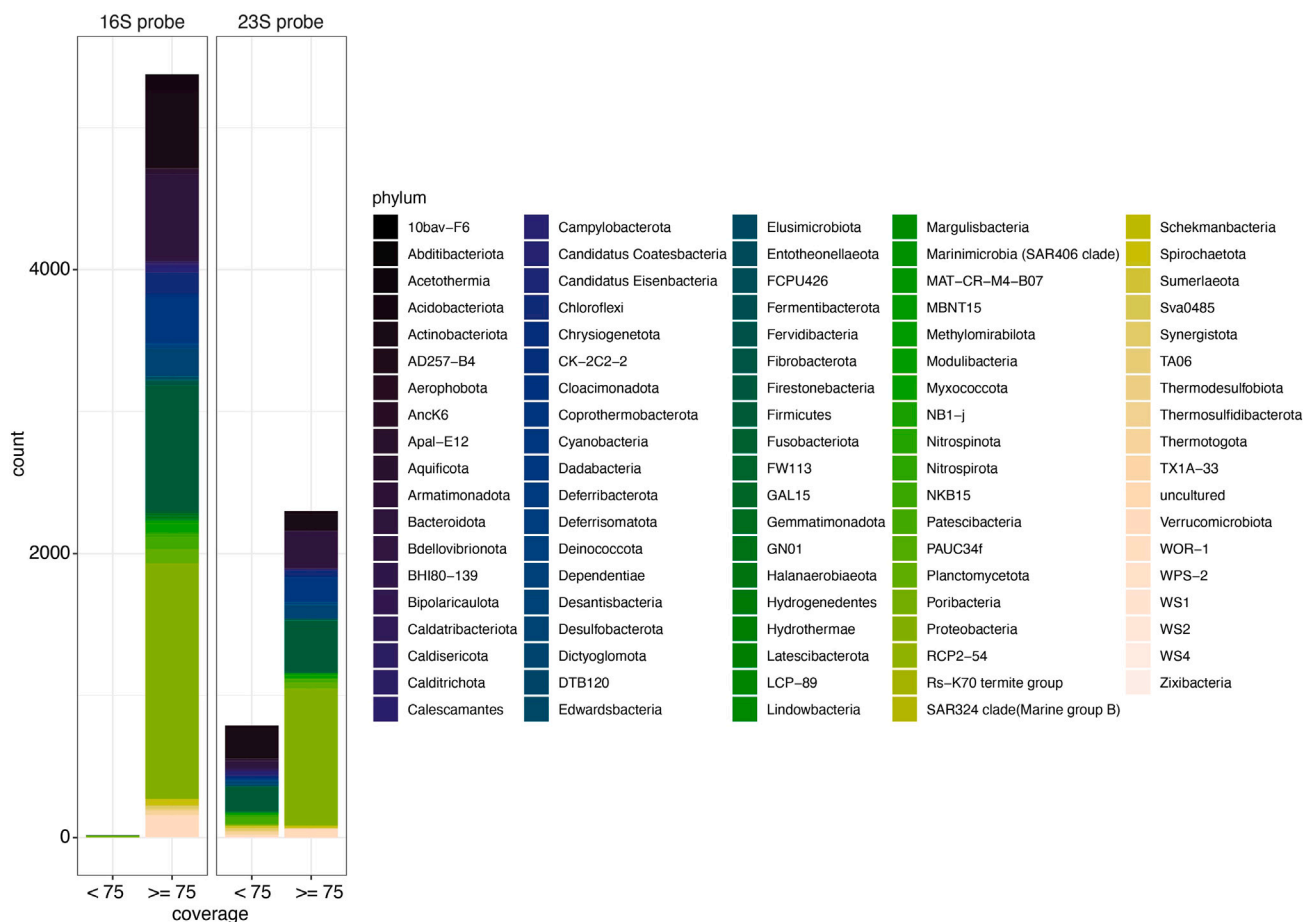 16S probe
23S probe
count
4000
2000
0
< 75
>= 75
< 75
>= 75
coverage
phylum
10bav−F6
Abditibacteriota
Acetothermia
Acidobacteriota
Actinobacteriota
AD257−B4
Aerophobota
AncK6
Apal−E12
Aquificota
Armatimonadota
Bacteroidota
Bdellovibrionota
BHI80−139
Bipolaricaulota
Caldatribacteriota
Caldisericota
Calditrichota
Calescamantes
Campylobacterota
Candidatus Coatesbacteria
Candidatus Eisenbacteria
Chloroflexi
Chrysiogenetota
CK−2C2−2
Cloacimonadota
Coprothermobacterota
Cyanobacteria
Dadabacteria
Deferribacterota
Deferrisomatota
Deinococcota
Dependentiae
Desantisbacteria
Desulfobacterota
Dictyoglomota
DTB120
Edwardsbacteria
Elusimicrobiota
Entotheonellaeota
FCPU426
Fermentibacterota
Fervidibacteria
Fibrobacterota
Firestonebacteria
Firmicutes
Fusobacteriota
FW113
GAL15
Gemmatimonadota
GN01
Halanaerobiaeota
Hydrogenedentes
Hydrothermae
Latescibacterota
LCP−89
Lindowbacteria
Margulisbacteria
Marinimicrobia (SAR406 clade)
MAT−CR−M4−B07
MBNT15
Methylomirabilota
Modulibacteria
Myxococcota
NB1−j
Nitrospinota
Nitrospirota
NKB15
Patescibacteria
PAUC34f
Planctomycetota
Poribacteria
Proteobacteria
RCP2−54
Rs−K70 termite group
SAR324 clade(Marine group B)
Schekmanbacteria
Spirochaetota
Sumerlaeota
Sva0485
Synergistota
TA06
Thermodesulfobiota
Thermosulfidibacterota
Thermotogota
TX1A−33
uncultured
Verrucomicrobiota
WOR−1
WPS−2
WS1
WS2
WS4
Zixibacteria